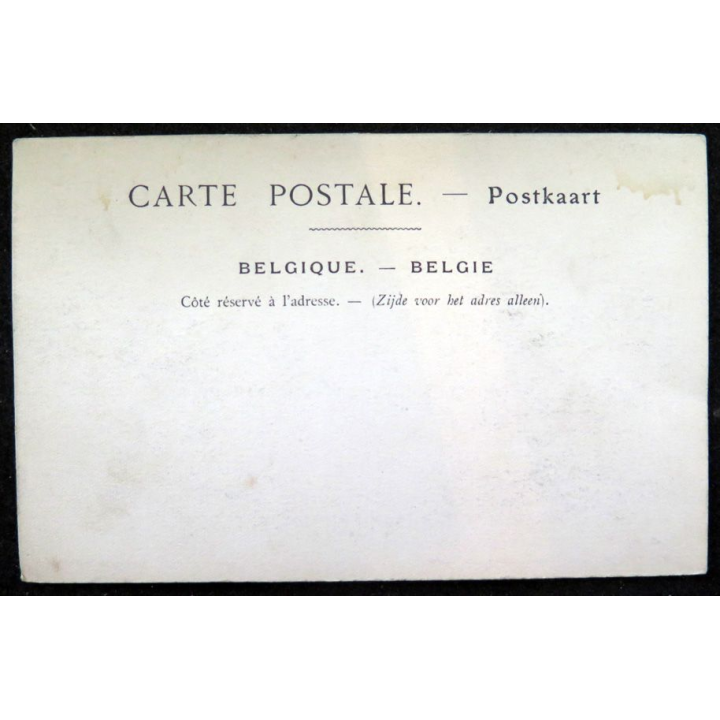 CARTE POSTALE. — Postkaart
BELGIQUE. — BELGIE
Côté réservé à l'adresse. — (Zijde voor het adres alleen).